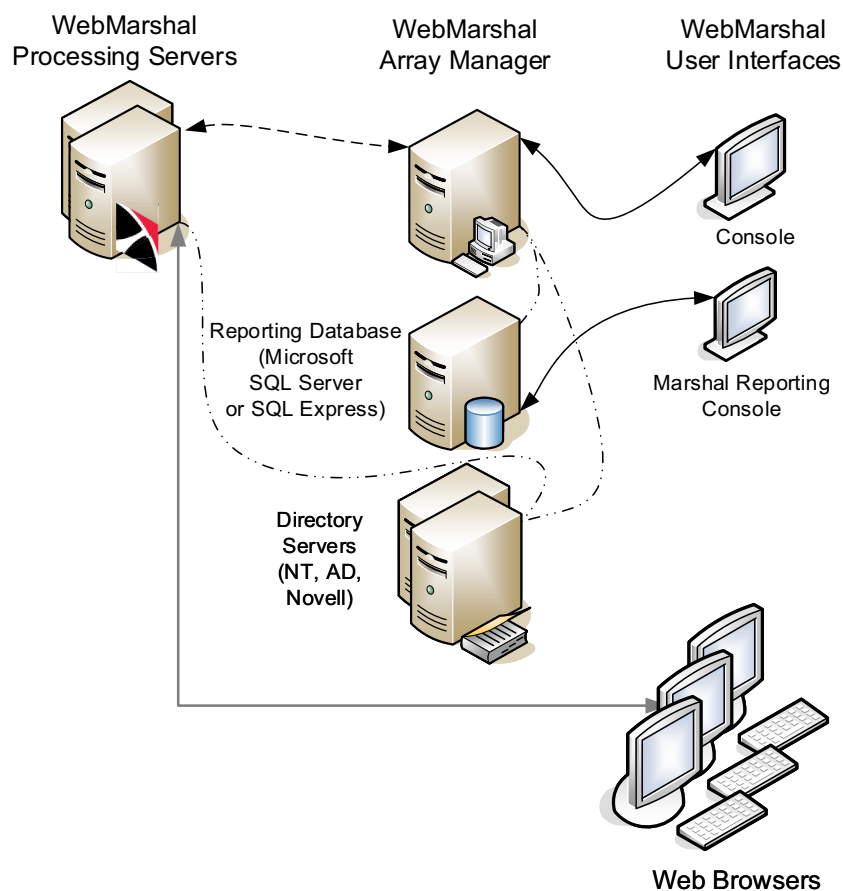 WebMarshal
Processing Servers
WebMarshal
Array Manager
WebMarshal
User Interfaces
Console
Reporting Database
(Microsoft
SQL Server
or SQL Express)
Marshal Reporting
Console
Directory
Servers
(NT, AD,
Novell)
Web Browsers